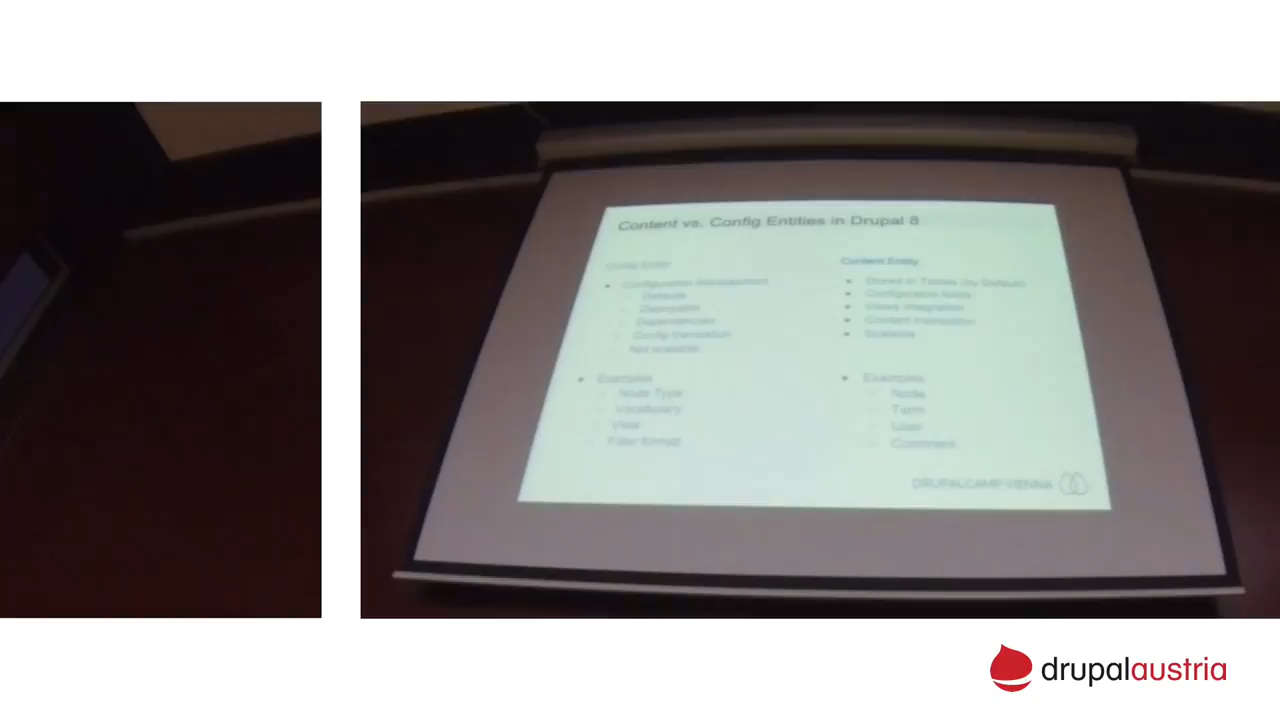 Content vs. Config Entities in Drupal 8
Config Entity
Configuration Management
Defaults
Deployable
Dependencies
Config translation
Not scalable
Examples
Node Type
Vocabulary
View
Filter format
Content Entity
Stored in Tables (by Default)
Configurable fields
Views integration
Content translation
Scalable
Examples
Node
Term
User
Comment
DRUPALCAMP VIENNA
drupalaustria